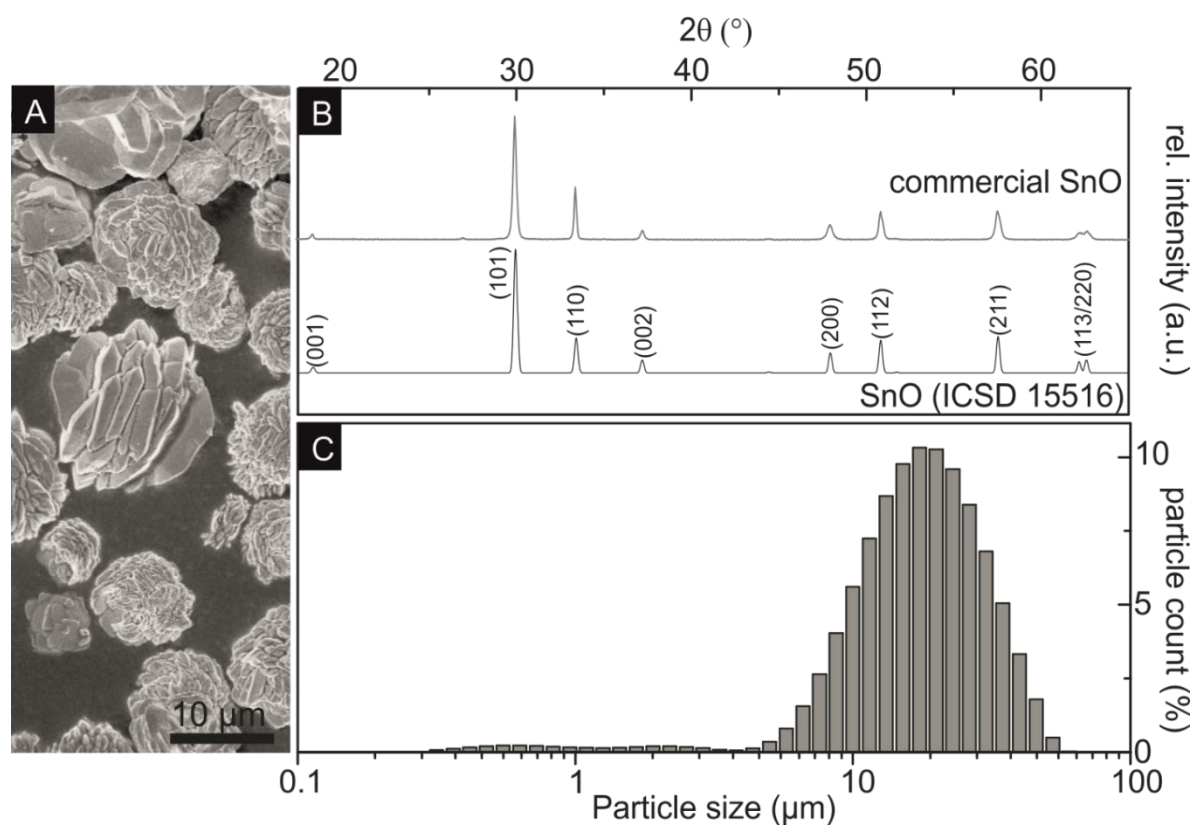 2θ (°)
20 30 40 50 60
A
B
commercial SnO
rel. intensity (a.u.)
(001)
(101)
(110)
(002)
(200)
(112)
(211)
(113/220)
SnO (ICSD 15516)
10 µm
C
10
5
0
particle count (%)
0.1 1 10 100
Particle size (µm)